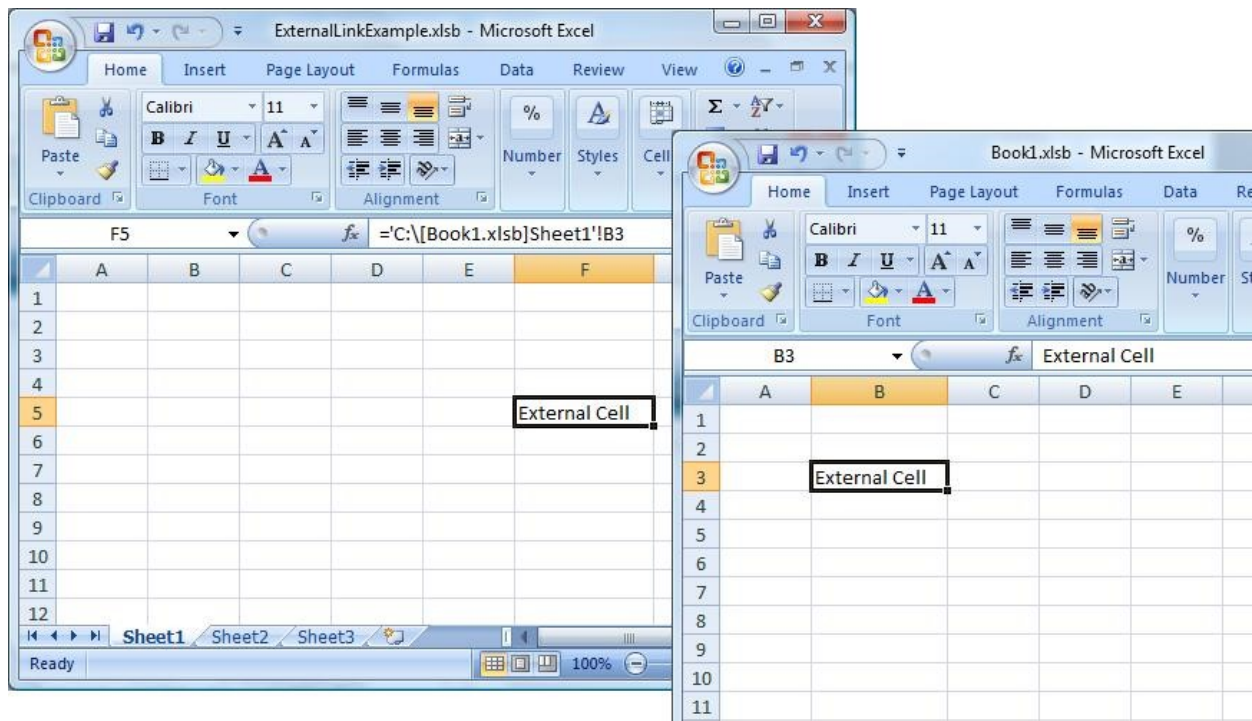 ExternalLinkExample.xlsb - Microsoft Excel
Home Insert Page Layout Formulas Data Review View
Calibri 11
Paste
B I U A A
% Number Styles Cell
Clipboard Font Alignment
F5 fx ='C:\[Book1.xlsb]Sheet1'!B3
A B C D E F
1
2
3
4
5 External Cell
6
7
8
9
10
11
12
Sheet1 Sheet2 Sheet3
Ready 100%
Book1.xlsb - Microsoft Excel
Home Insert Page Layout Formulas Data Re
Calibri 11
Paste
B I U A A
% Number St
Clipboard Font Alignment
B3 fx External Cell
A B C D E
1
2
3 External Cell
4
5
6
7
8
9
10
11